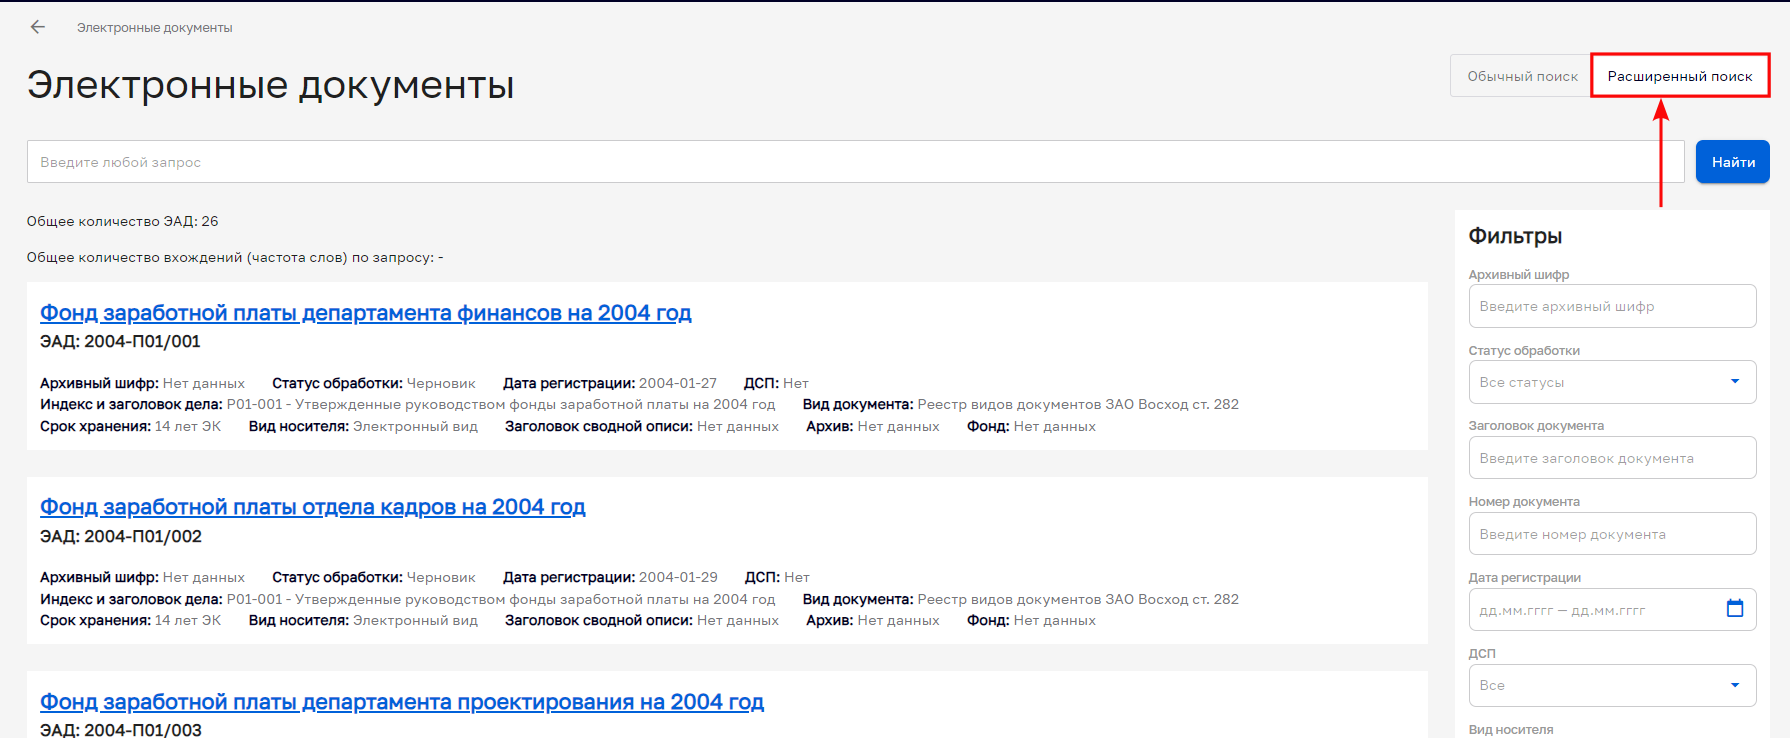 Электронные документы
Электронные документы
Обычный поиск
Расширенный поиск
Введите любой запрос
Найти
Общее количество ЭАД: 26
Общее количество вхождений (частота слов) по запросу: -
Фонд заработной платы департамента финансов на 2004 год
ЭАД: 2004-П01/001
Архивный шифр: Нет данных Статус обработки: Черновик Дата регистрации: 2004-01-27 ДСП: Нет
Индекс и заголовок дела: Р01-001 - Утвержденные руководством фонды заработной платы на 2004 год Вид документа: Реестр видов документов ЗАО Восход ст. 282
Срок хранения: 14 лет ЭК Вид носителя: Электронный вид Заголовок сводной описи: Нет данных Архив: Нет данных Фонд: Нет данных
Фонд заработной платы отдела кадров на 2004 год
ЭАД: 2004-П01/002
Архивный шифр: Нет данных Статус обработки: Черновик Дата регистрации: 2004-01-29 ДСП: Нет
Индекс и заголовок дела: Р01-001 - Утвержденные руководством фонды заработной платы на 2004 год Вид документа: Реестр видов документов ЗАО Восход ст. 282
Срок хранения: 14 лет ЭК Вид носителя: Электронный вид Заголовок сводной описи: Нет данных Архив: Нет данных Фонд: Нет данных
Фонд заработной платы департамента проектирования на 2004 год
ЭАД: 2004-П01/003
Фильтры
Архивный шифр
Введите архивный шифр
Статус обработки
Все статусы
Заголовок документа
Введите заголовок документа
Номер документа
Введите номер документа
Дата регистрации
дд.мм.гггг — дд.мм.гггг
ДСП
Все
Вид носителя